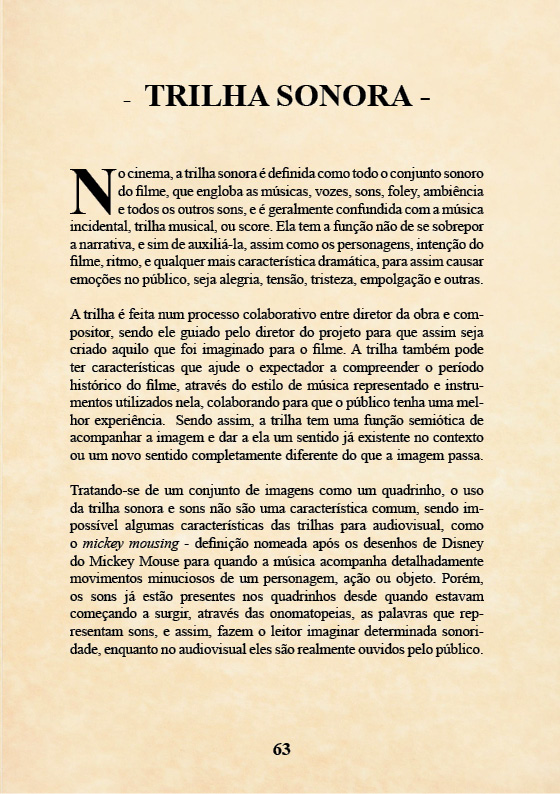 - TRILHA SONORA -
No cinema, a trilha sonora é definida como todo o conjunto sonoro
do filme, que engloba as músicas, vozes, sons, foley, ambiência
e todos os outros sons, e é geralmente confundida com a música
incidental, trilha musical, ou score. Ela tem a função não de se sobrepor
a narrativa, e sim de auxiliá-la, assim como os personagens, intenção do
filme, ritmo, e qualquer mais característica dramática, para assim causar
emoções no público, seja alegria, tensão, tristeza, empolgação e outras.
A trilha é feita num processo colaborativo entre diretor da obra e com-
positor, sendo ele guiado pelo diretor do projeto para que assim seja
criado aquilo que foi imaginado para o filme. A trilha também pode
ter características que ajude o expectador a compreender o período
histórico do filme, através do estilo de música representado e instru-
mentos utilizados nela, colaborando para que o público tenha uma mel-
hor experiência. Sendo assim, a trilha tem uma função semiótica de
acompanhar a imagem e dar a ela um sentido já existente no contexto
ou um novo sentido completamente diferente do que a imagem passa.
Tratando-se de um conjunto de imagens como um quadrinho, o uso
da trilha sonora e sons não são uma característica comum, sendo im-
possível algumas características das trilhas para audiovisual, como
o mickey mousing - definição nomeada após os desenhos de Disney
do Mickey Mouse para quando a música acompanha detalhadamente
movimentos minuciosos de um personagem, ação ou objeto. Porém,
os sons já estão presentes nos quadrinhos desde quando estavam
começando a surgir, através das onomatopeias, as palavras que rep-
resentam sons, e assim, fazem o leitor imaginar determinada sonori-
dade, enquanto no audiovisual eles são realmente ouvidos pelo público.
63